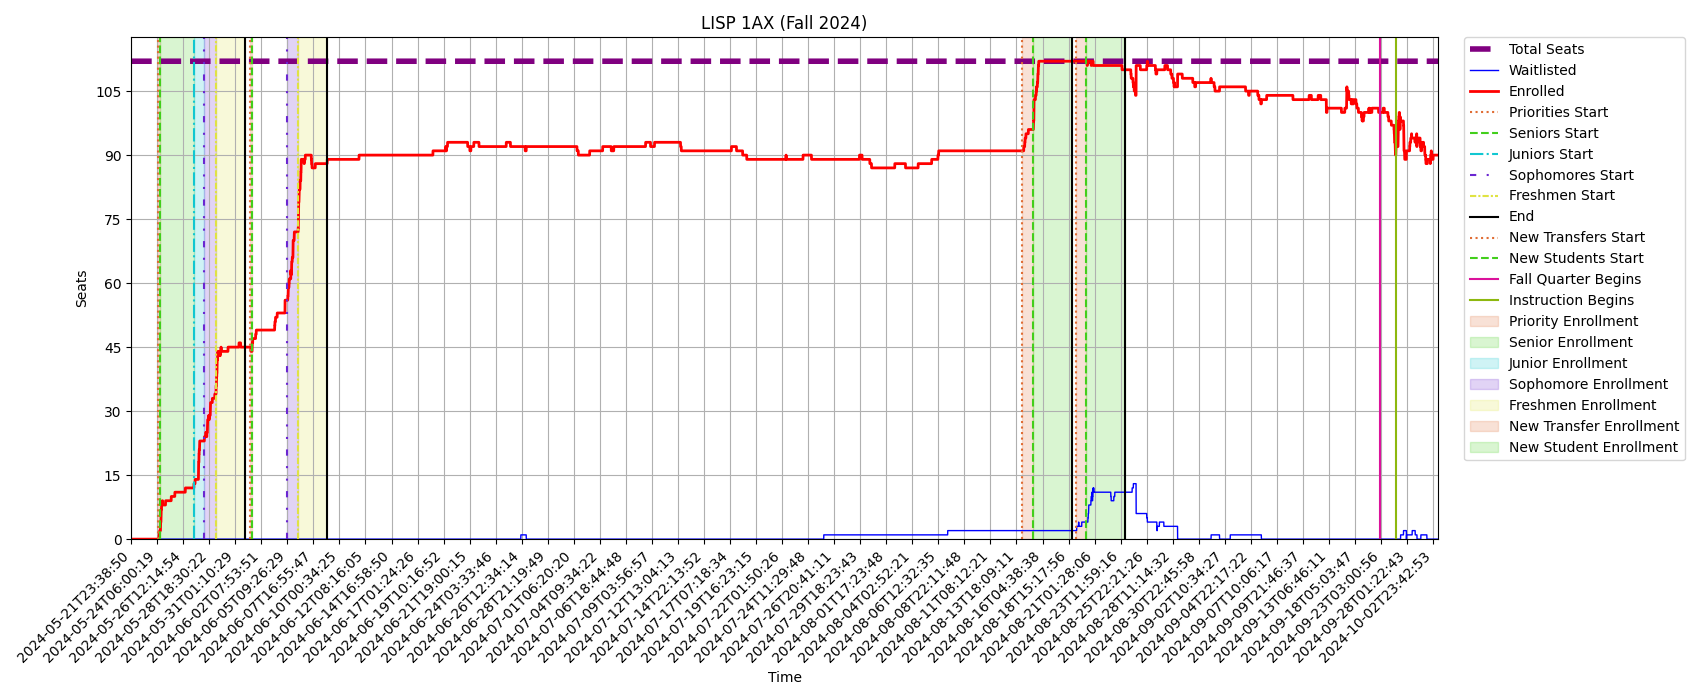 LISP 1AX (Fall 2024)
Total Seats
Waitlisted
Enrolled
Priorities Start
Seniors Start
Juniors Start
Sophomores Start
Freshmen Start
End
New Transfers Start
New Students Start
Fall Quarter Begins
Instruction Begins
Priority Enrollment
Senior Enrollment
Junior Enrollment
Sophomore Enrollment
Freshmen Enrollment
New Transfer Enrollment
New Student Enrollment
Seats
105
90
75
60
45
30
15
0
2024-05-21T23:38:50
2024-05-24T06:00:19
2024-05-26T12:14:54
2024-05-28T18:30:22
2024-05-31T01:10:29
2024-06-02T07:53:51
2024-06-05T09:26:29
2024-06-07T16:55:47
2024-06-10T00:34:25
2024-06-12T08:16:05
2024-06-14T16:58:50
2024-06-17T01:24:26
2024-06-19T10:16:52
2024-06-21T19:00:15
2024-06-24T03:33:46
2024-06-26T12:34:14
2024-06-28T21:19:49
2024-07-01T06:20:20
2024-07-04T09:34:22
2024-07-06T18:44:48
2024-07-09T03:56:57
2024-07-12T13:04:13
2024-07-14T22:13:52
2024-07-17T07:18:34
2024-07-19T16:23:15
2024-07-22T01:50:26
2024-07-24T11:29:48
2024-07-26T20:41:11
2024-07-29T18:23:43
2024-08-01T17:23:48
2024-08-04T02:52:21
2024-08-06T12:32:35
2024-08-08T22:11:48
2024-08-11T08:12:21
2024-08-13T18:09:11
2024-08-16T04:38:38
2024-08-18T15:17:56
2024-08-21T01:28:06
2024-08-23T11:59:16
2024-08-25T22:21:26
2024-08-28T11:14:32
2024-08-30T22:45:58
2024-09-02T10:34:27
2024-09-04T22:17:22
2024-09-07T10:06:17
2024-09-09T21:46:37
2024-09-13T06:46:11
2024-09-18T05:03:47
2024-09-23T03:00:56
2024-09-28T01:22:43
2024-10-02T23:42:53
Time